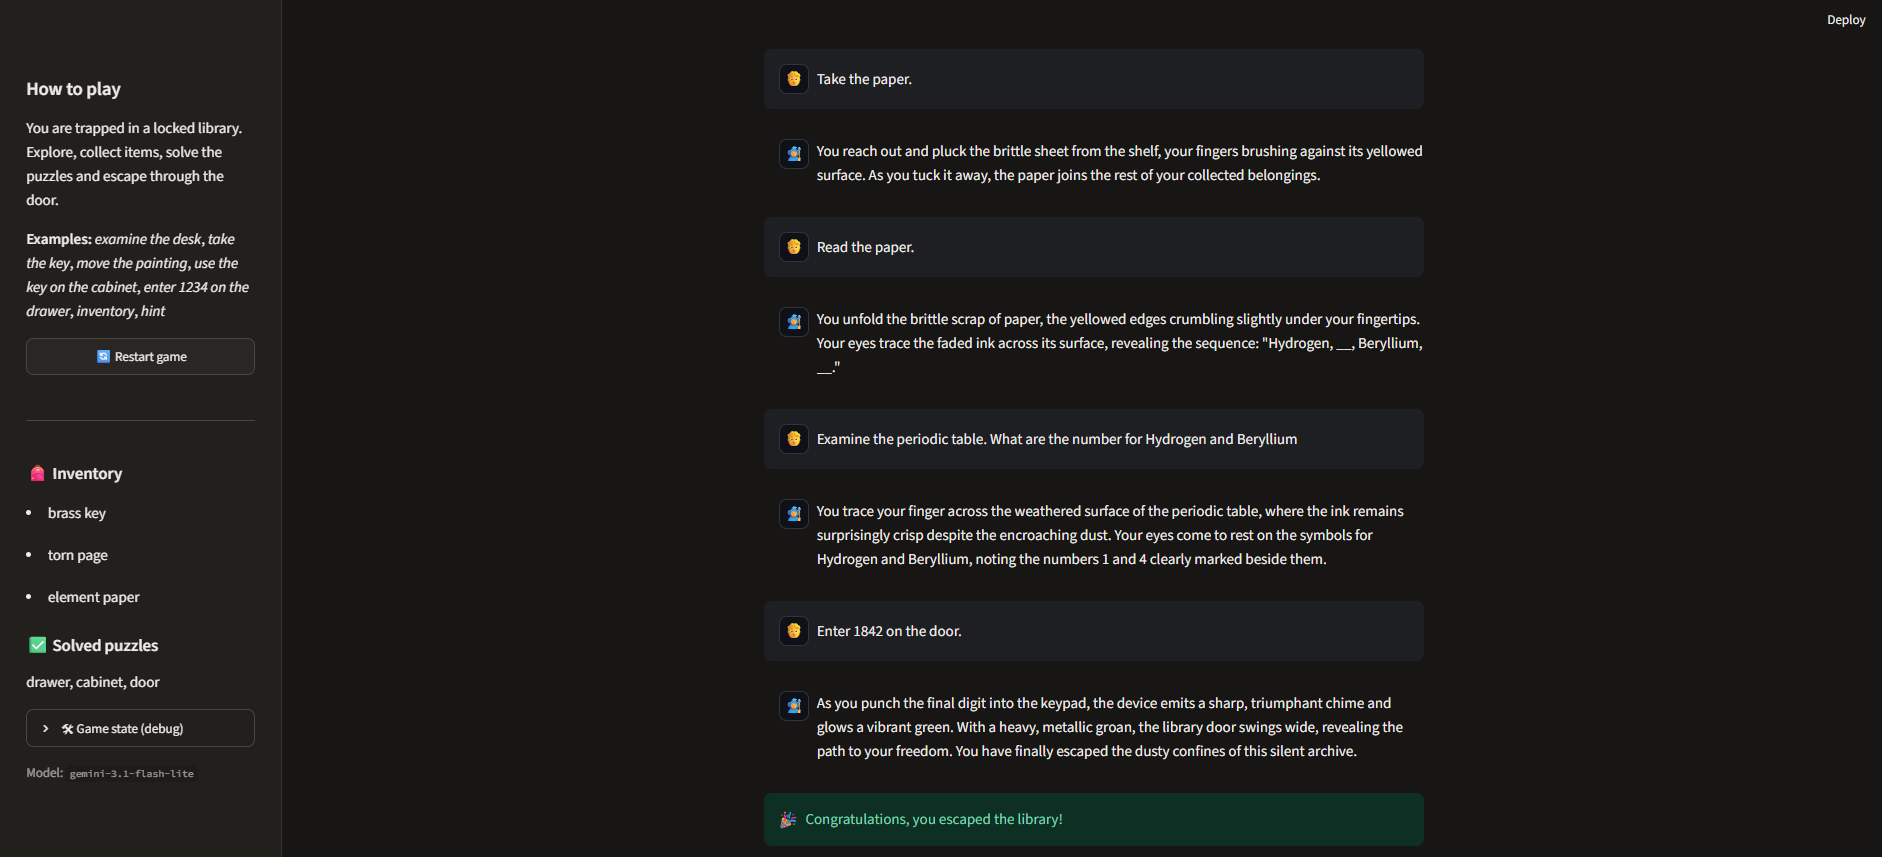 Deploy
How to play
You are trapped in a locked library.
Explore, collect items, solve the
puzzles and escape through the
door.
Examples: examine the desk, take
the key, move the painting, use the
key on the cabinet, enter 1234 on the
drawer, inventory, hint
Restart game
Inventory
brass key
torn page
element paper
Solved puzzles
drawer, cabinet, door
Game state (debug)
Model: gemini-3.1-flash-lite
Take the paper.
You reach out and pluck the brittle sheet from the shelf, your fingers brushing against its yellowed
surface. As you tuck it away, the paper joins the rest of your collected belongings.
Read the paper.
You unfold the brittle scrap of paper, the yellowed edges crumbling slightly under your fingertips.
Your eyes trace the faded ink across its surface, revealing the sequence: "Hydrogen, __, Beryllium,
__."
Examine the periodic table. What are the number for Hydrogen and Beryllium
You trace your finger across the weathered surface of the periodic table, where the ink remains
surprisingly crisp despite the encroaching dust. Your eyes come to rest on the symbols for
Hydrogen and Beryllium, noting the numbers 1 and 4 clearly marked beside them.
Enter 1842 on the door.
As you punch the final digit into the keypad, the device emits a sharp, triumphant chime and
glows a vibrant green. With a heavy, metallic groan, the library door swings wide, revealing the
path to your freedom. You have finally escaped the dusty confines of this silent archive.
Congratulations, you escaped the library!